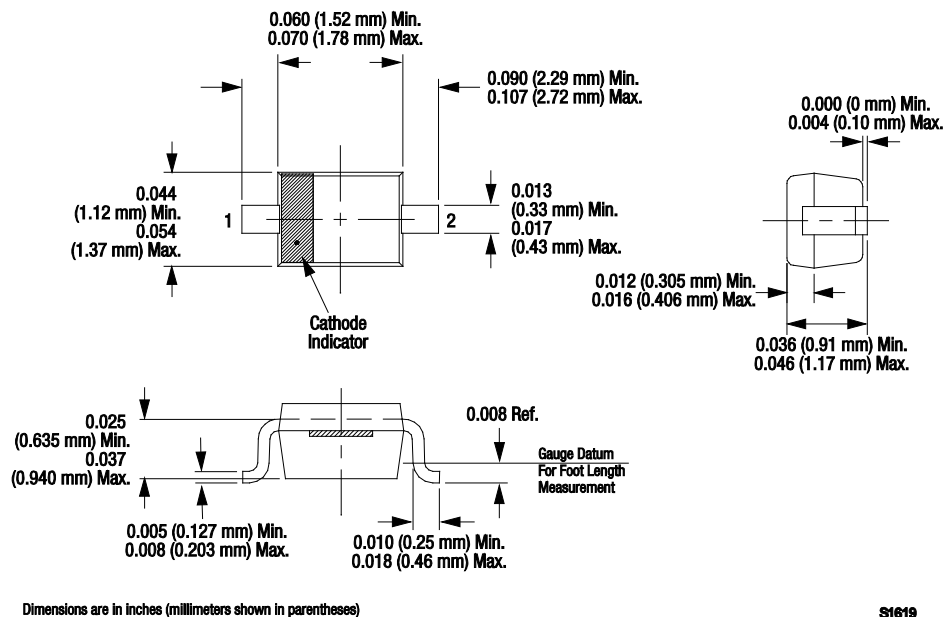 0.060 (1.52 mm) Min.
0.070 (1.78 mm) Max.
0.090 (2.29 mm) Min.
0.107 (2.72 mm) Max.
0.000 (0 mm) Min.
0.004 (0.10 mm) Max.
0.044
(1.12 mm) Min.
0.054
(1.37 mm) Max.
1
2
0.013
(0.33 mm) Min.
0.017
(0.43 mm) Max.
Cathode
Indicator
0.012 (0.305 mm) Min.
0.016 (0.406 mm) Max.
0.036 (0.91 mm) Min.
0.046 (1.17 mm) Max.
0.025
(0.635 mm) Min.
0.037
(0.940 mm) Max.
0.008 Ref.
Gauge Datum
For Foot Length
Measurement
0.005 (0.127 mm) Min.
0.008 (0.203 mm) Max.
0.010 (0.25 mm) Min.
0.018 (0.46 mm) Max.
Dimensions are in inches (millimeters shown in parentheses)
S1619